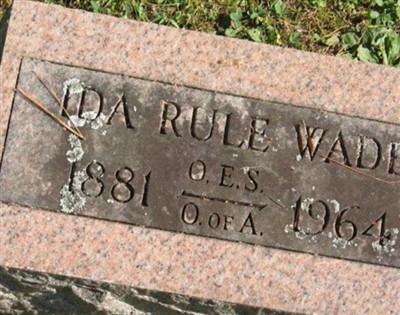 IDA RULE WADE
1881 O.E.S. 1964
O. OF A.